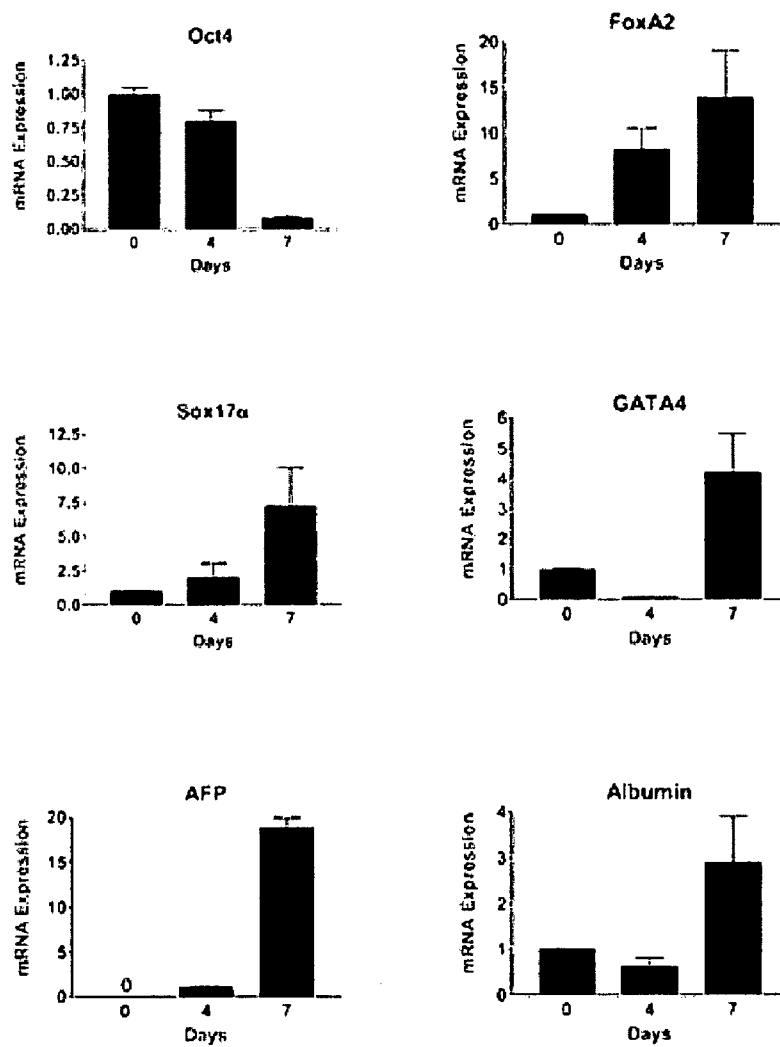 Oct4
mRNA Expression
1.25
1.00
0.75
0.50
0.25
0.00
0 4 7
Days
FoxA2
mRNA Expression
20
15
10
5
0
0 4 7
Days
Sox17α
mRNA Expression
12.5
10.0
7.5
5.0
2.5
0.0
0 4 7
Days
GATA4
mRNA Expression
6
5
4
3
2
1
0
0 4 7
Days
AFP
mRNA Expression
20
15
10
5
0
0
0 4 7
Days
Albumin
mRNA Expression
4
3
2
1
0
0 4 7
Days